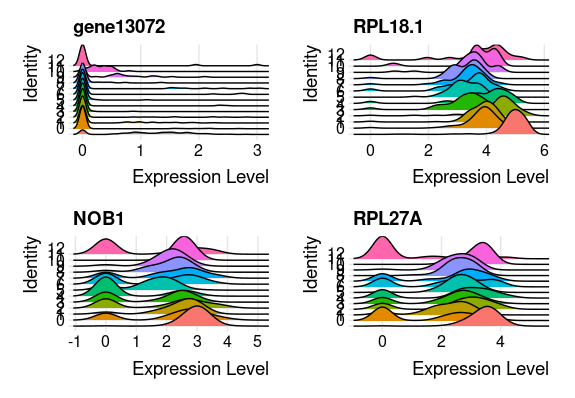 gene13072
Identity
12
0
0 1 2 3
Expression Level
RPL18.1
Identity
12
0
0 2 4 6
Expression Level
NOB1
Identity
12
0
-1 0 1 2 3 4 5
Expression Level
RPL27A
Identity
12
0
0 2 4
Expression Level